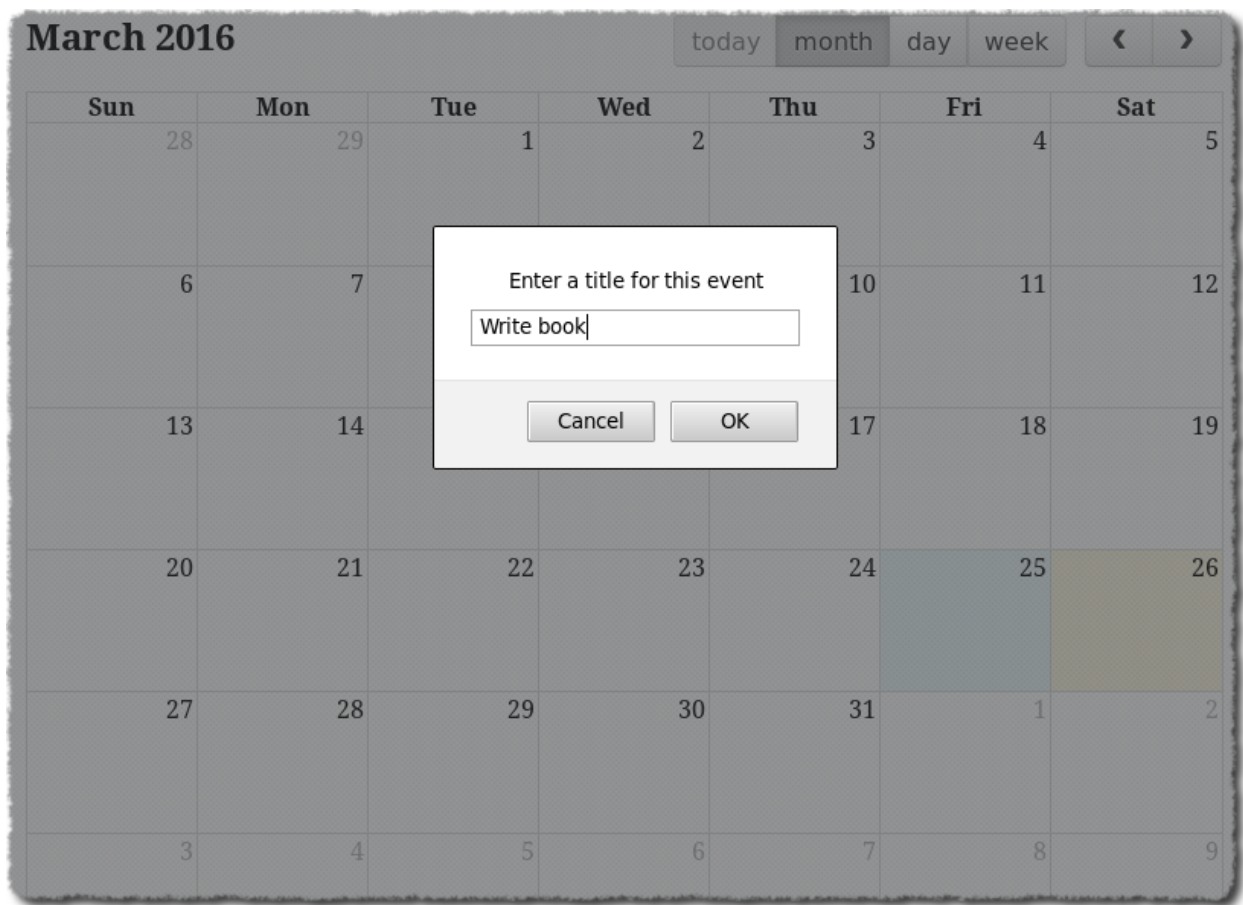 March 2016 today month day week ‹ ›
Sun Mon Tue Wed Thu Fri Sat
28 29 1 2 3 4 5
Enter a title for this event
6 7 10 11 12
Write book
Cancel OK
13 14 17 18 19
20 21 22 23 24 25 26
27 28 29 30 31 1 2
3 4 5 6 7 8 9